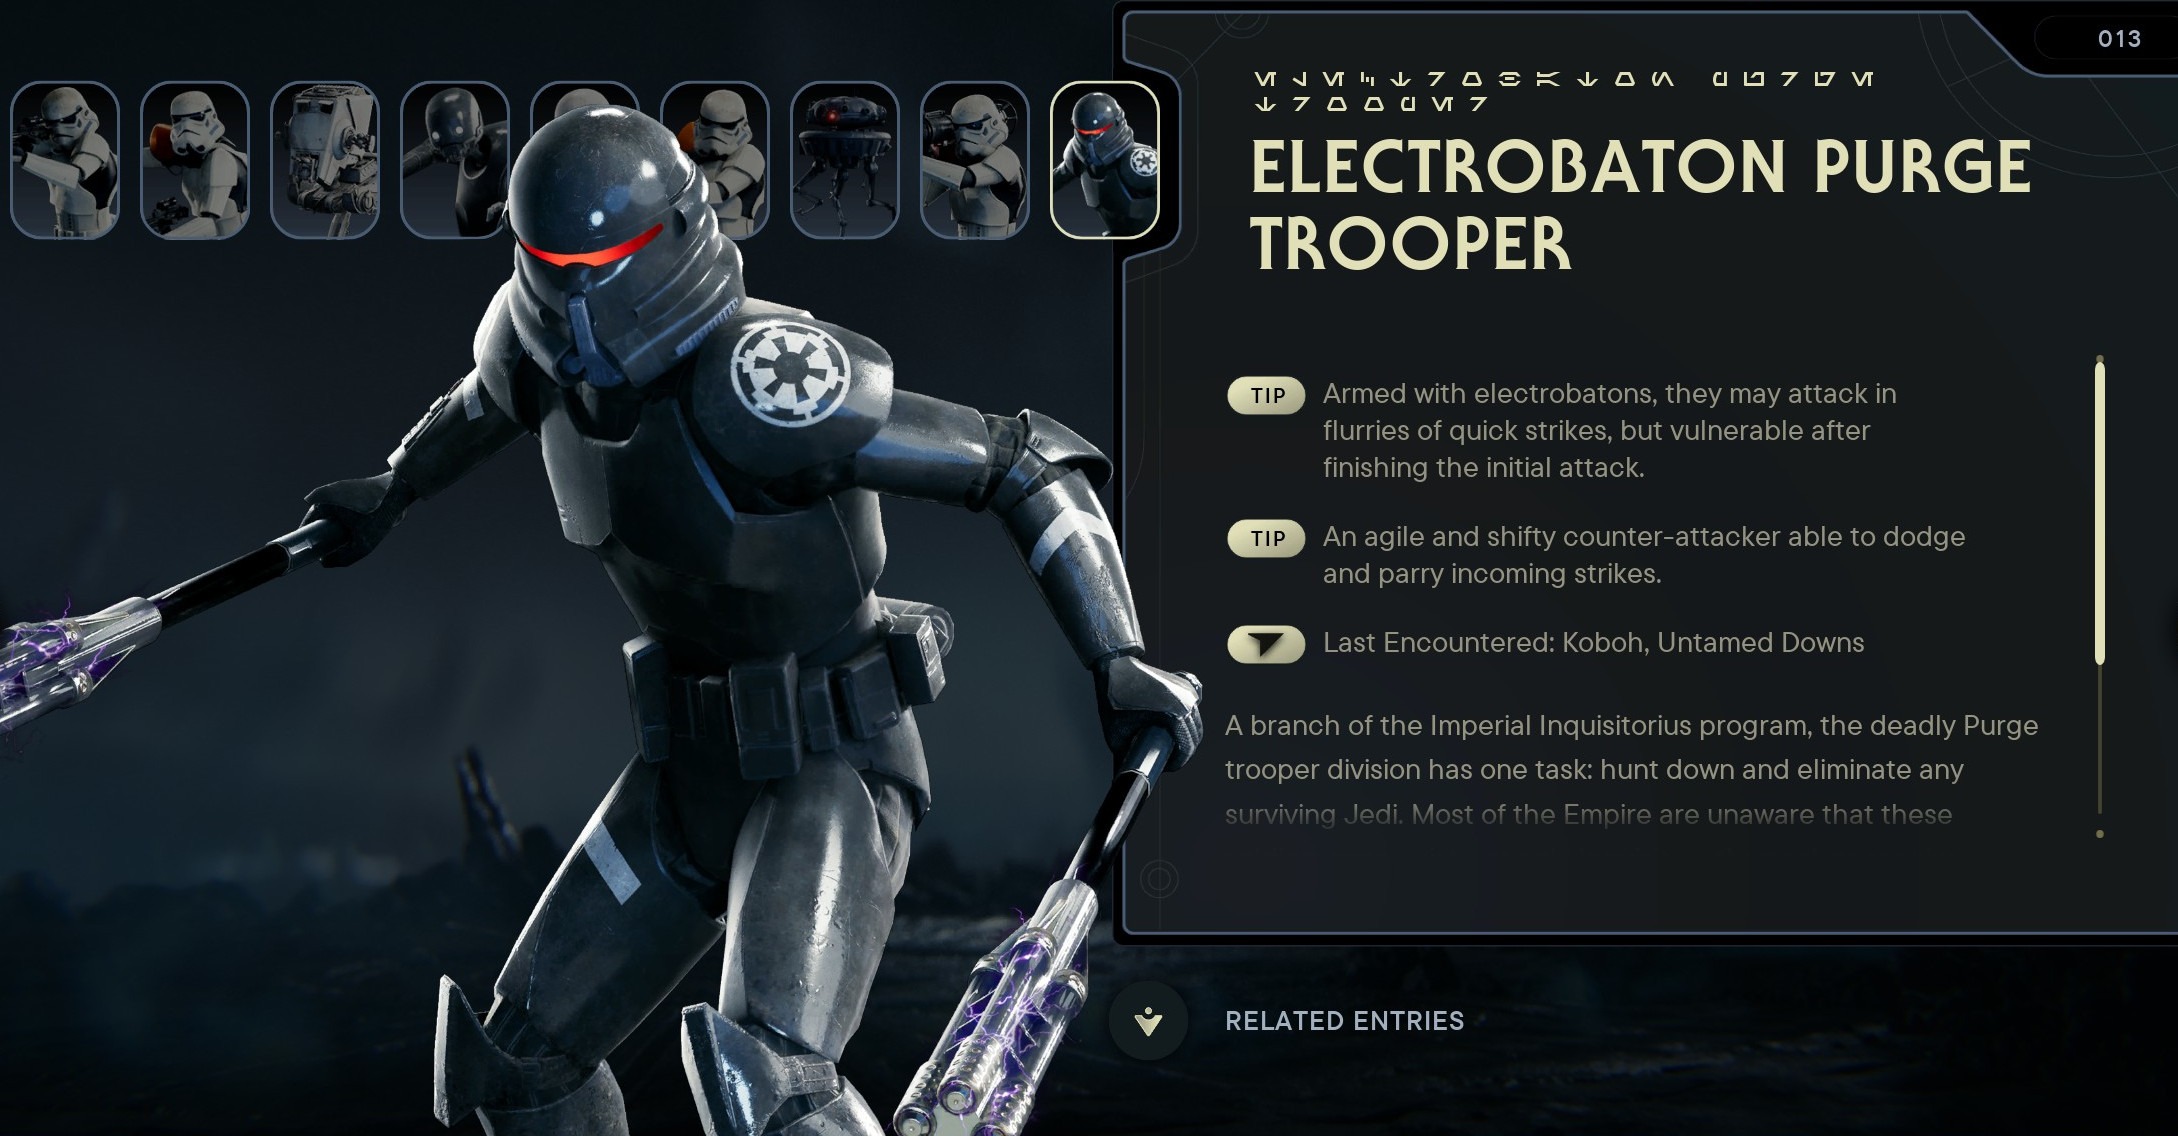 013
ELECTROBATON PURGE
TROOPER
TIP Armed with electrobatons, they may attack in
flurries of quick strikes, but vulnerable after
finishing the initial attack.
TIP An agile and shifty counter-attacker able to dodge
and parry incoming strikes.
Last Encountered: Koboh, Untamed Downs
A branch of the Imperial Inquisitorius program, the deadly Purge
trooper division has one task: hunt down and eliminate any
surviving Jedi. Most of the Empire are unaware that these
RELATED ENTRIES